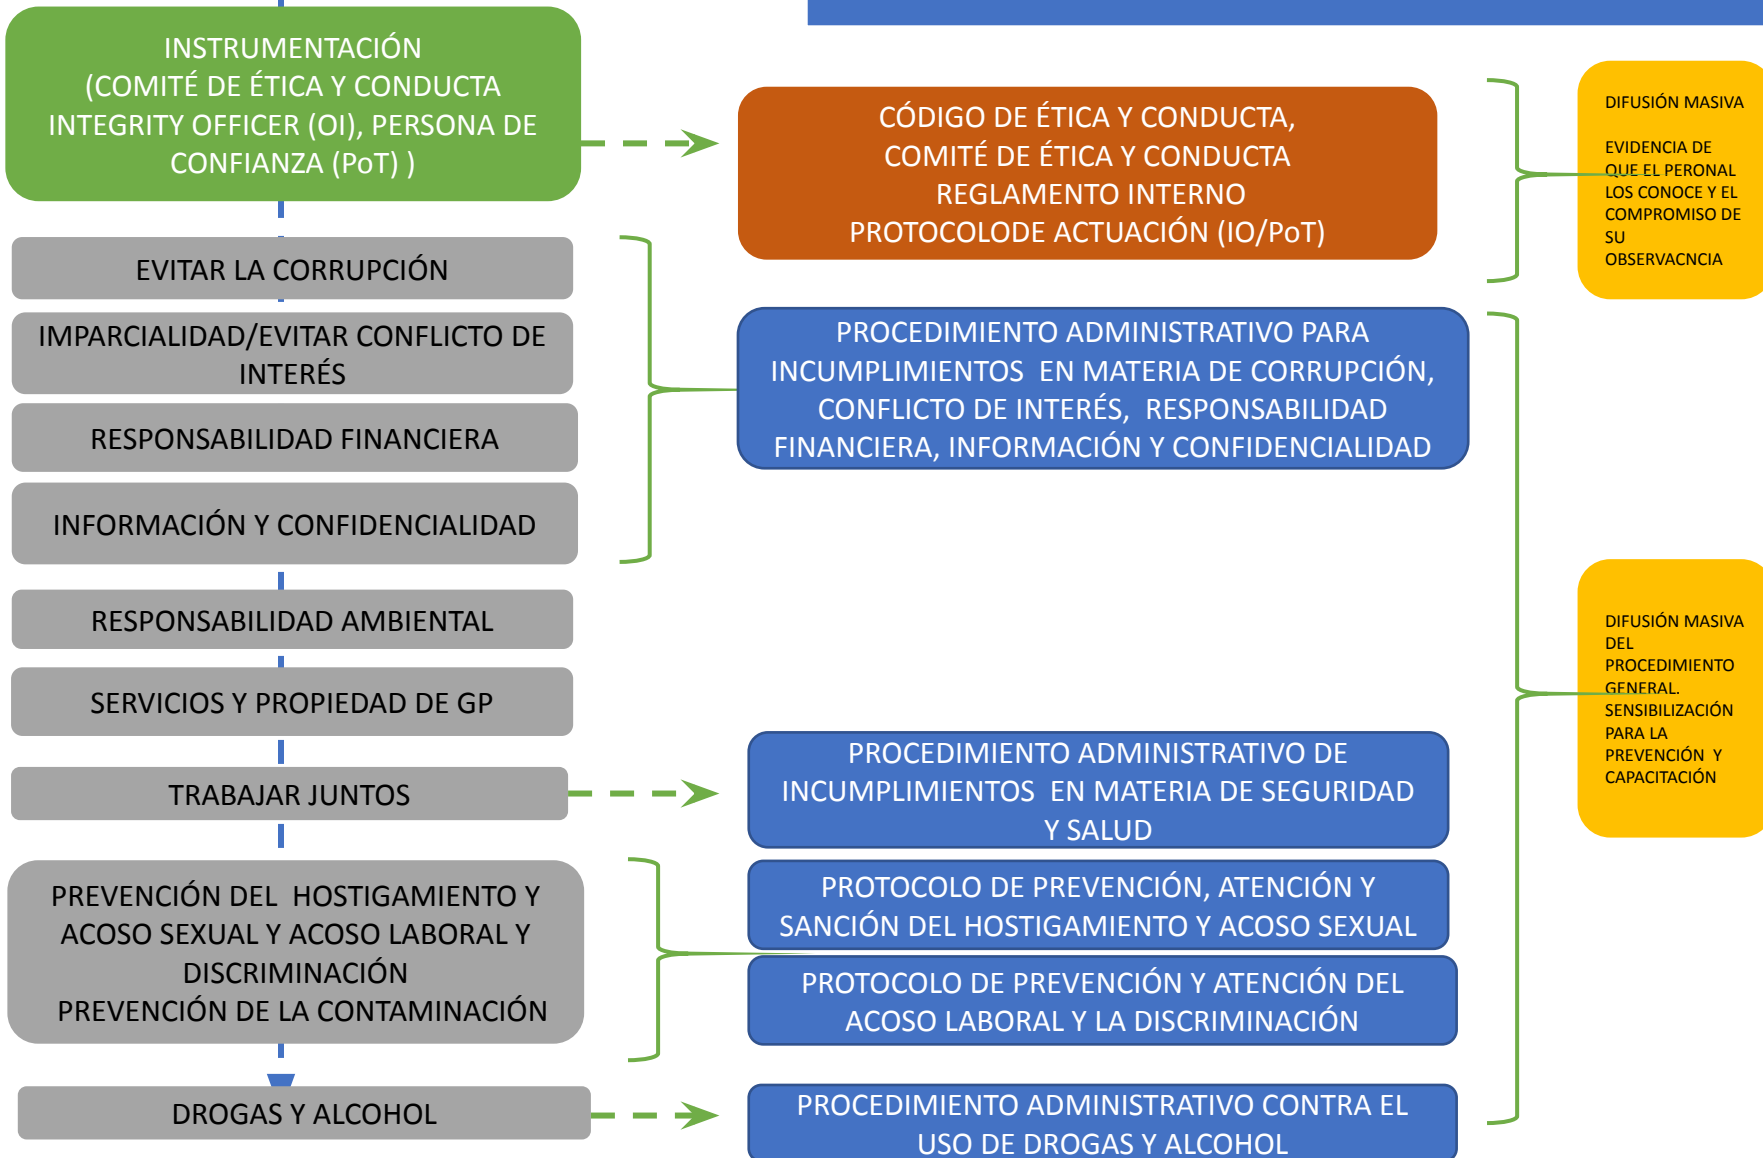 INSTRUMENTACIÓN
(COMITÉ DE ÉTICA Y CONDUCTA
INTEGRITY OFFICER (OI), PERSONA DE
CONFIANZA (PoT) )
CÓDIGO DE ÉTICA Y CONDUCTA,
COMITÉ DE ÉTICA Y CONDUCTA
REGLAMENTO INTERNO
PROTOCOLODE ACTUACIÓN (IO/PoT)
DIFUSIÓN MASIVA
EVIDENCIA DE
QUE EL PERONAL
LOS CONOCE Y EL
COMPROMISO DE
SU
OBSERVACNCIA
EVITAR LA CORRUPCIÓN
IMPARCIALIDAD/EVITAR CONFLICTO DE
INTERÉS
RESPONSABILIDAD FINANCIERA
INFORMACIÓN Y CONFIDENCIALIDAD
PROCEDIMIENTO ADMINISTRATIVO PARA
INCUMPLIMIENTOS EN MATERIA DE CORRUPCIÓN,
CONFLICTO DE INTERÉS, RESPONSABILIDAD
FINANCIERA, INFORMACIÓN Y CONFIDENCIALIDAD
RESPONSABILIDAD AMBIENTAL
SERVICIOS Y PROPIEDAD DE GP
TRABAJAR JUNTOS
PROCEDIMIENTO ADMINISTRATIVO DE
INCUMPLIMIENTOS EN MATERIA DE SEGURIDAD
Y SALUD
DIFUSIÓN MASIVA
DEL
PROCEDIMIENTO
GENERAL.
SENSIBILIZACIÓN
PARA LA
PREVENCIÓN Y
CAPACITACIÓN
PREVENCIÓN DEL HOSTIGAMIENTO Y
ACOSO SEXUAL Y ACOSO LABORAL Y
DISCRIMINACIÓN
PREVENCIÓN DE LA CONTAMINACIÓN
PROTOCOLO DE PREVENCIÓN, ATENCIÓN Y
SANCIÓN DEL HOSTIGAMIENTO Y ACOSO SEXUAL
PROTOCOLO DE PREVENCIÓN Y ATENCIÓN DEL
ACOSO LABORAL Y LA DISCRIMINACIÓN
DROGAS Y ALCOHOL
PROCEDIMIENTO ADMINISTRATIVO CONTRA EL
USO DE DROGAS Y ALCOHOL